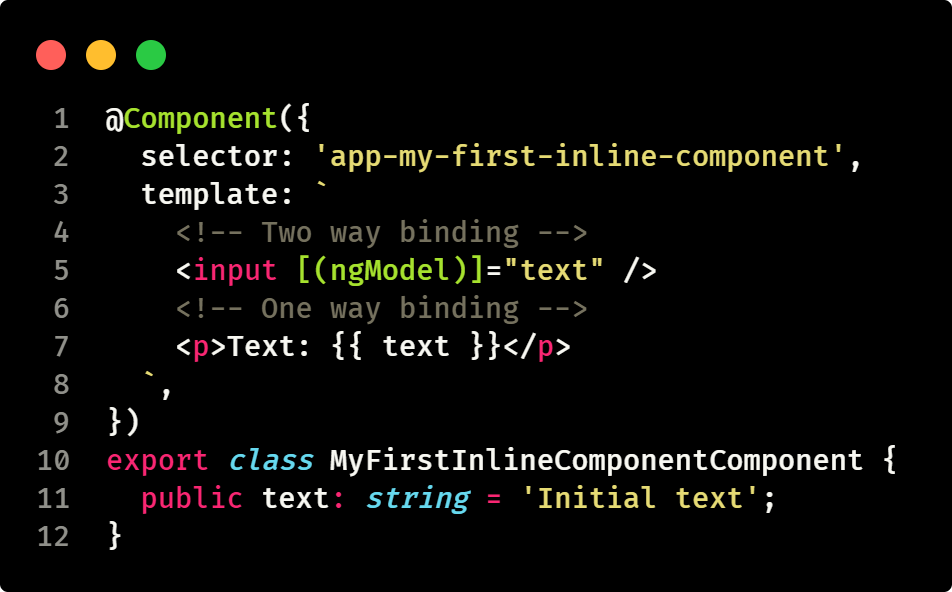 1 @Component({
2   selector: 'app-my-first-inline-component',
3   template: `
4     <!-- Two way binding -->
5     <input [(ngModel)]="text" />
6     <!-- One way binding -->
7     <p>Text: {{ text }}</p>
8   `,
9 })
10 export class MyFirstInlineComponentComponent {
11   public text: string = 'Initial text';
12 }